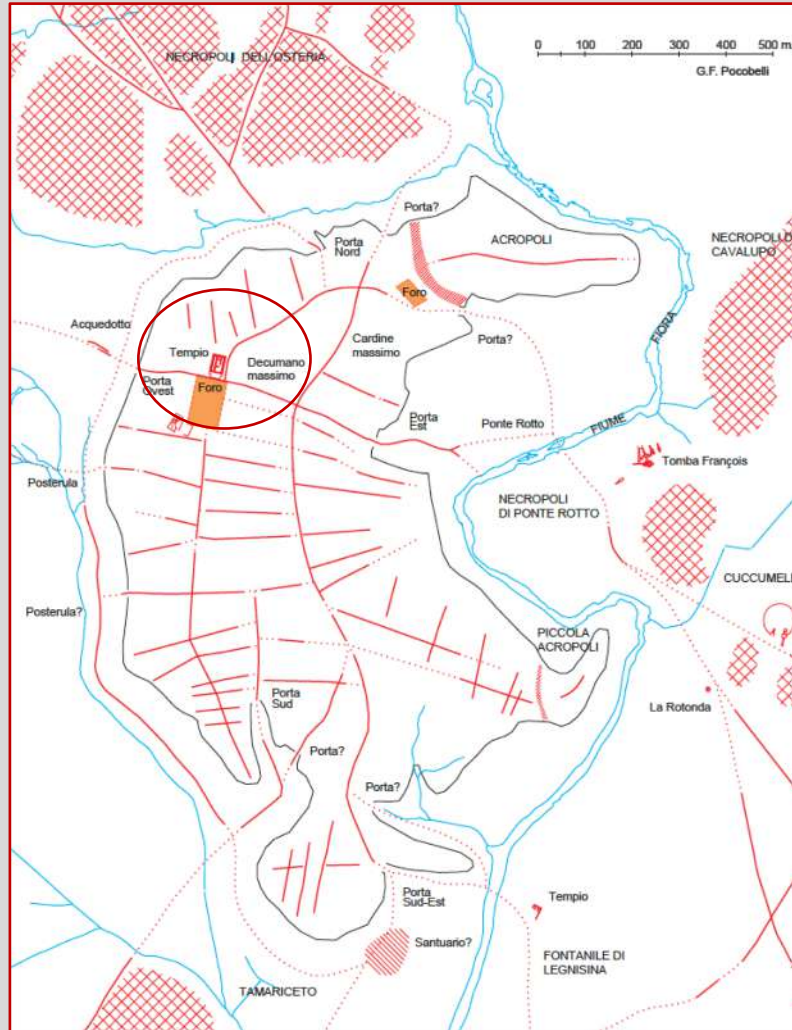 0 100 200 300 400 500 m.
G.F. Pocobelli
NECROPOLI DELL'OSTERIA
Porta?
Porta
Nord
ACROPOLI
NECROPOLI D
CAVALUPO
Foro
FIORA
Acquedotto
Tempio
Decumano
massimo
Cardine
massimo
Porta?
Porta
Ovest
Foro
Porta
Est
Ponte Rotto
FIUME
Tomba François
Posterula
NECROPOLI
DI PONTE ROTTO
CUCCUMEL
Posterula?
PICCOLA
ACROPOLI
Porta
Sud
La Rotonda
Porta?
Porta?
Porta
Sud-Est
Tempio
Santuario?
FONTANILE DI
LEGNISINA
TAMARICETO